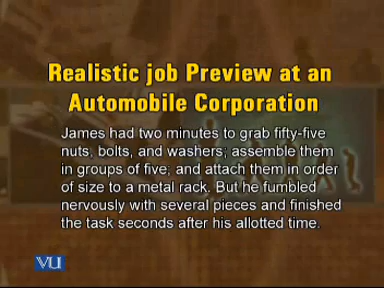 Realistic job Preview at an
Automobile Corporation
James had two minutes to grab fifty-five
nuts, bolts, and washers; assemble them
in groups of five; and attach them in order
of size to a metal rack. But he fumbled
nervously with several pieces and finished
the task seconds after his allotted time.
VU